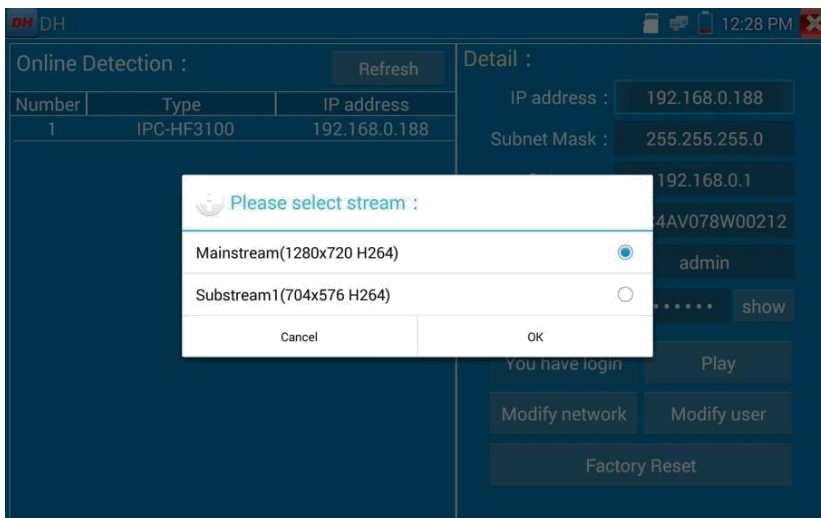 DH DH 12:28 PM
Online Detection :
Refresh
Number Type IP address
1 IPC-HF3100 192.168.0.188
Detail :
IP address : 192.168.0.188
Subnet Mask : 255.255.255.0
192.168.0.1
4AV078W00212
admin
show
You have login Play
Modify network Modify user
Factory Reset
Please select stream :
Mainstream(1280x720 H264)
Substream1(704x576 H264)
Cancel OK